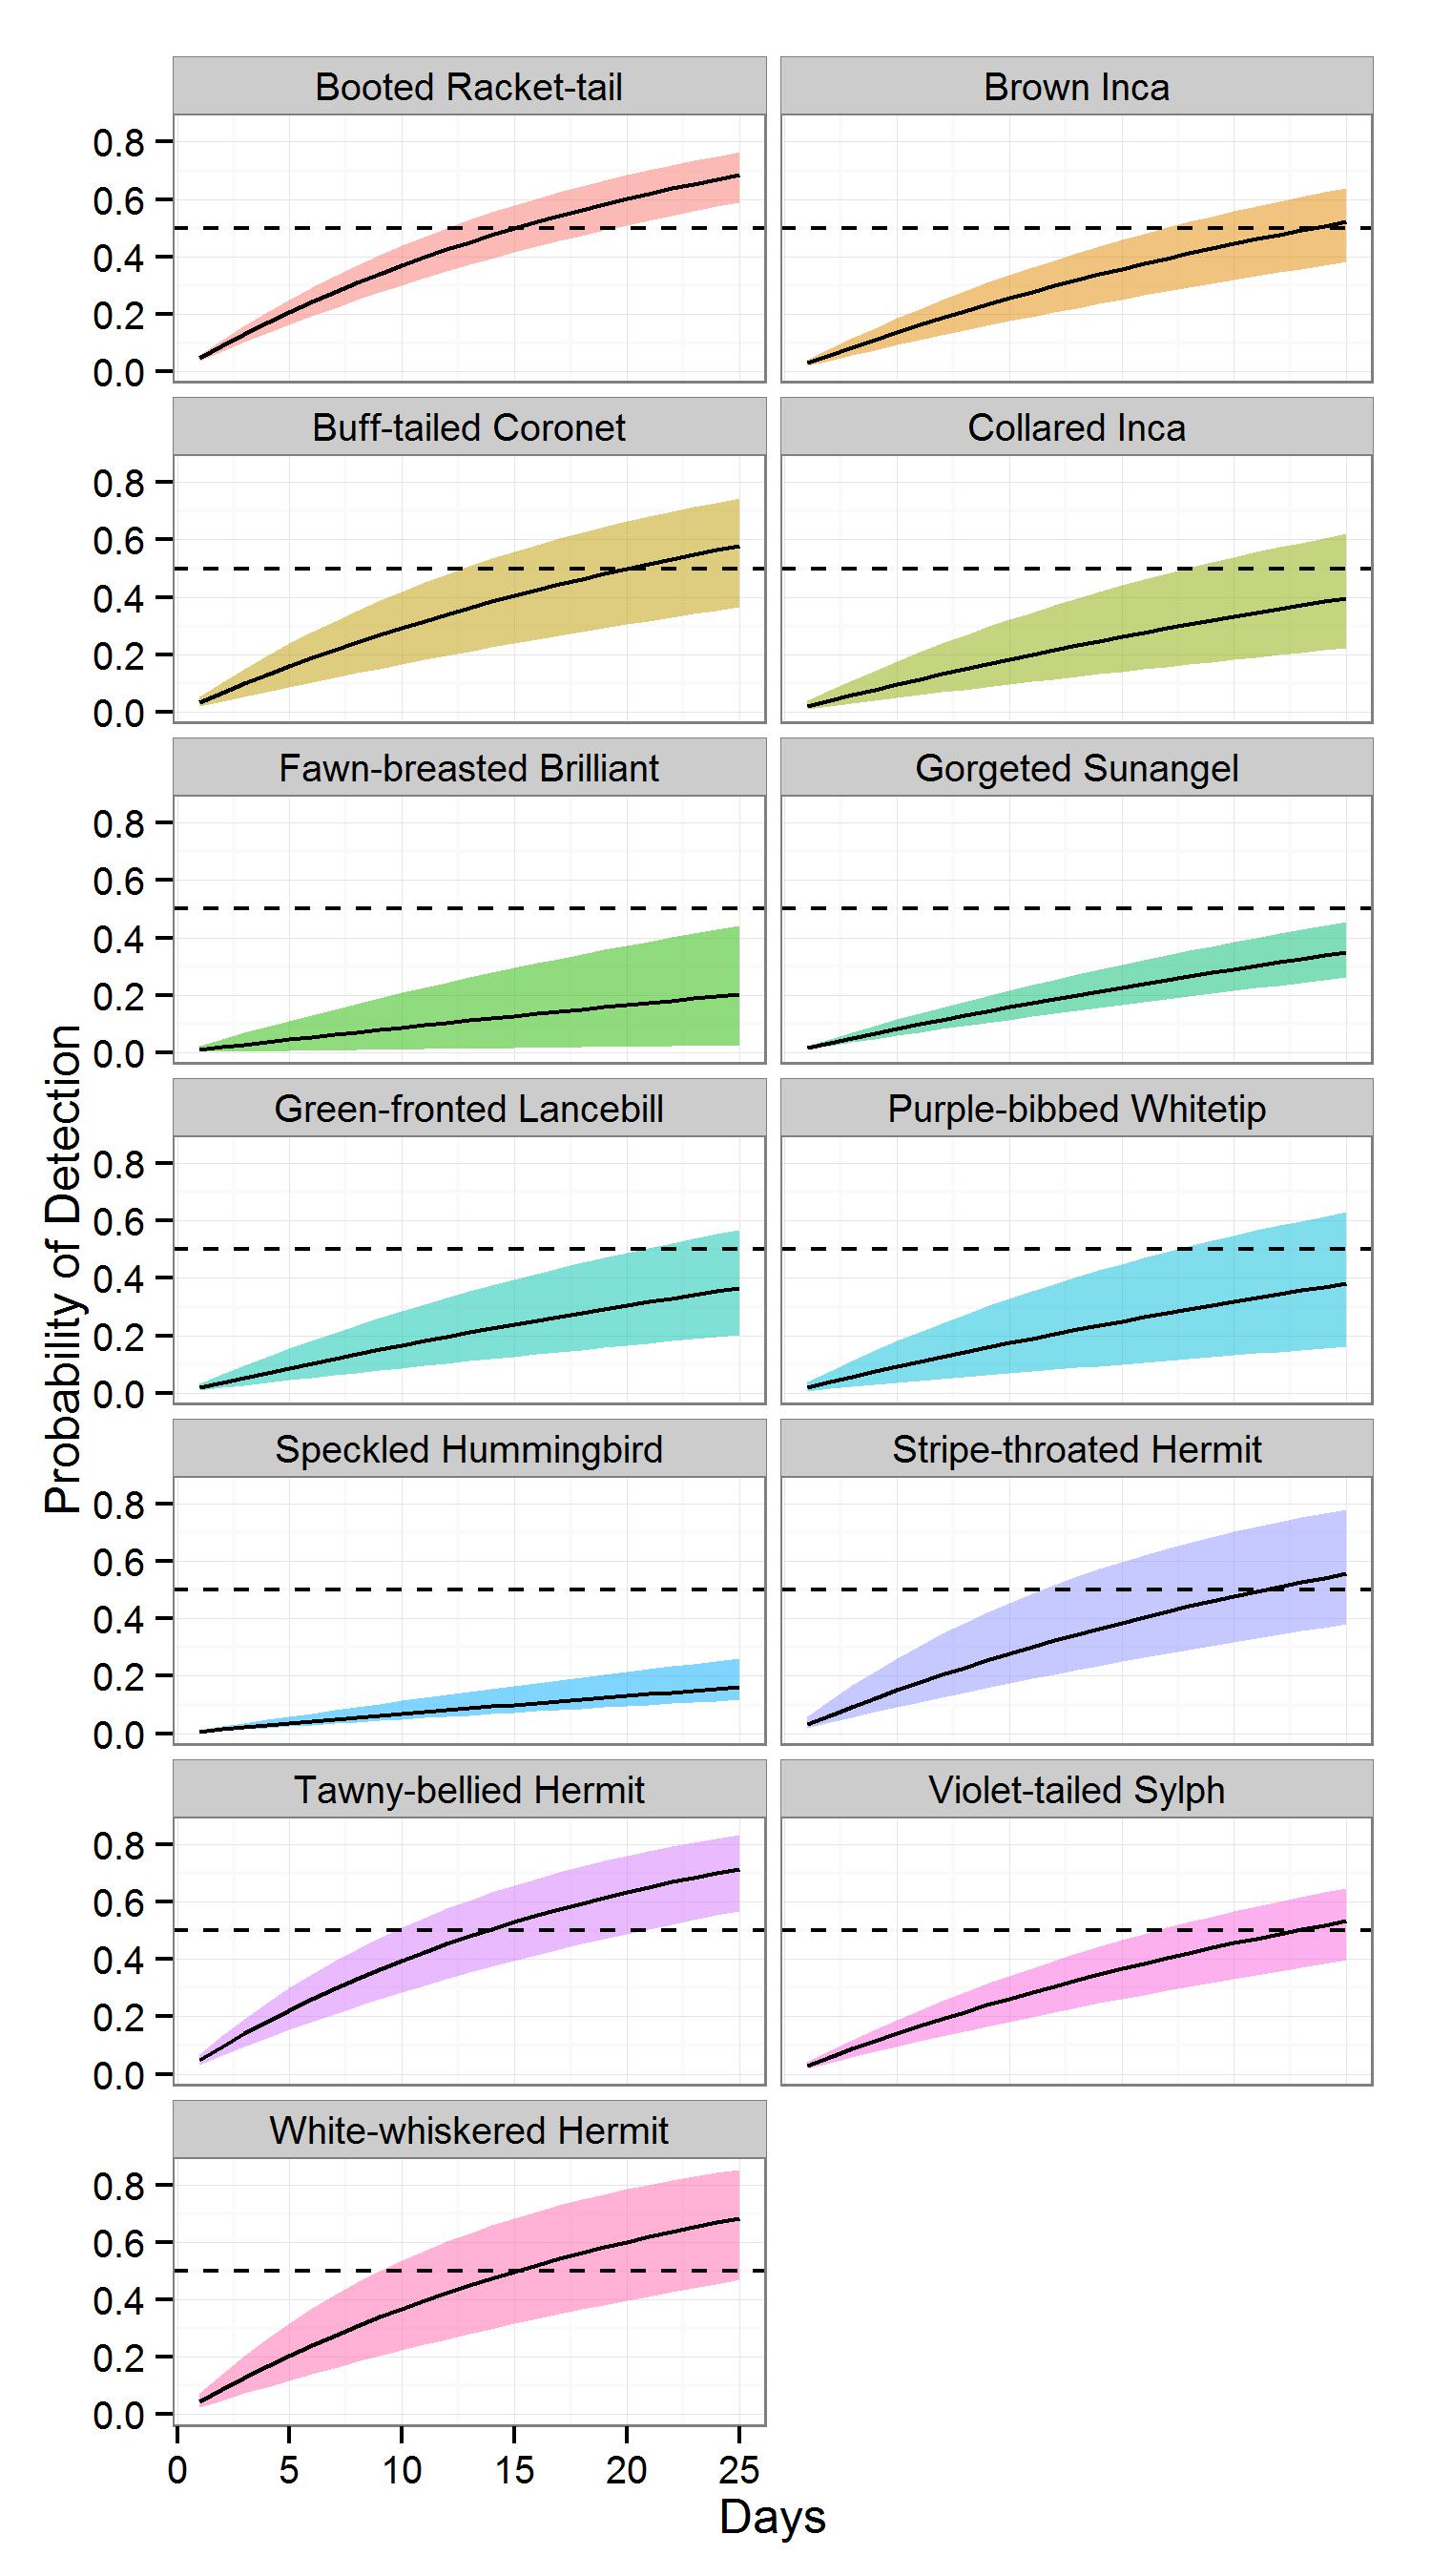 Booted Racket-tail
Brown Inca
0.8
0.6
0.4
0.2
0.0
Buff-tailed Coronet
Collared Inca
0.8
0.6
0.4
0.2
0.0
Fawn-breasted Brilliant
Gorgeted Sunangel
0.8
0.6
0.4
0.2
0.0
Green-fronted Lancebill
Purple-bibbed Whitetip
0.8
0.6
0.4
0.2
0.0
Probability of Detection
Speckled Hummingbird
Stripe-throated Hermit
0.8
0.6
0.4
0.2
0.0
Tawny-bellied Hermit
Violet-tailed Sylph
0.8
0.6
0.4
0.2
0.0
White-whiskered Hermit
0.8
0.6
0.4
0.2
0.0
0 5 10 15 20 25
Days